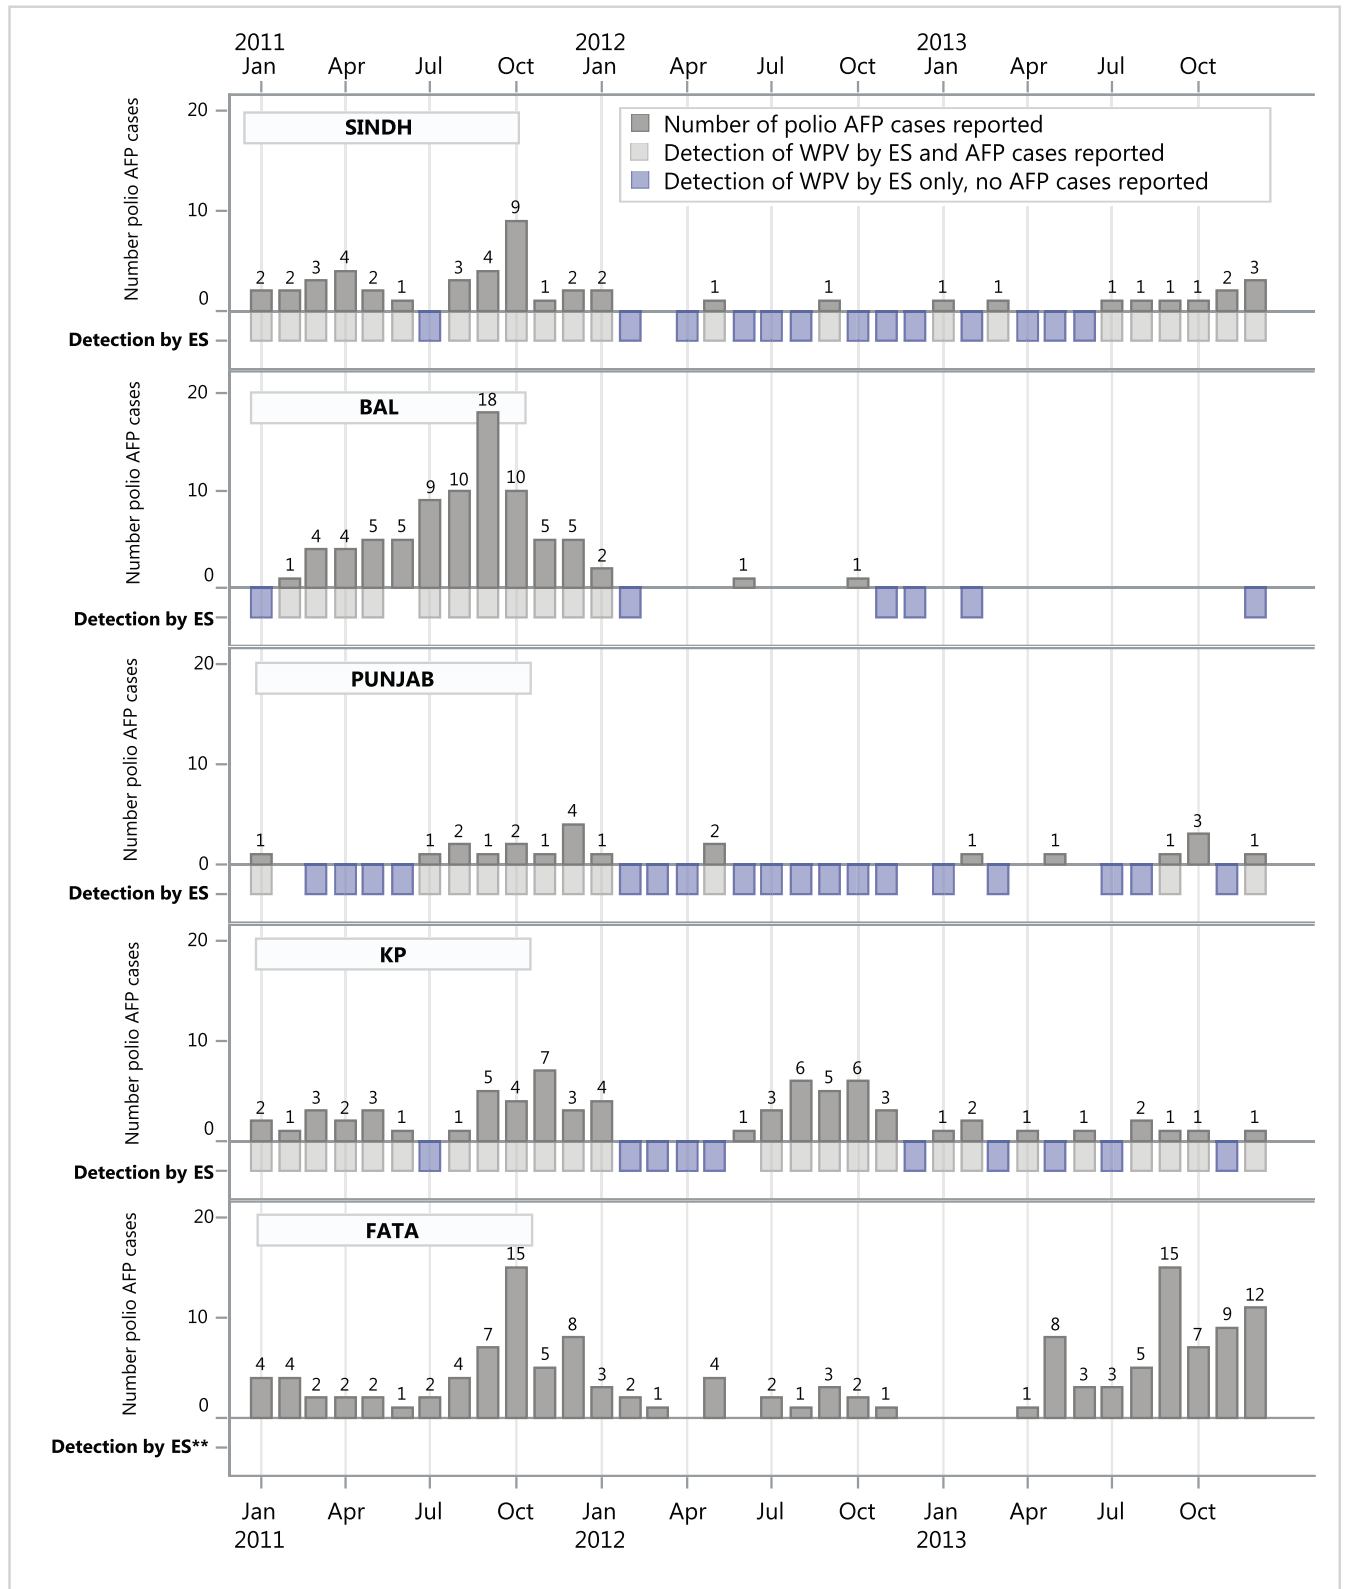 2011 2012 2013
Jan Apr Jul Oct Jan Apr Jul Oct Jan Apr Jul Oct
Number polio AFP cases
20
10
0
SINDH
Number of polio AFP cases reported
Detection of WPV by ES and AFP cases reported
Detection of WPV by ES only, no AFP cases reported
2 2 3 4 2 1 3 4 9 1 2 2 1 1 1 1 1 1 1 1 2 3
Detection by ES
Number polio AFP cases
20
10
0
BAL
1 4 4 5 5 9 10 18 10 5 5 2 1 1
Detection by ES
Number polio AFP cases
20
10
0
PUNJAB
1 1 2 1 2 1 4 1 2 1 1 1 3 1
Detection by ES
Number polio AFP cases
20
10
0
KP
2 1 3 2 3 1 1 5 4 7 3 4 1 3 6 5 6 3 1 2 1 1 2 1 1 1
Detection by ES
Number polio AFP cases
20
10
0
FATA
4 4 2 2 2 1 2 4 7 15 5 8 3 2 1 4 2 1 3 2 1 1 8 3 3 5 15 7 9 12
Detection by ES**
Jan Apr Jul Oct Jan Apr Jul Oct Jan Apr Jul Oct
2011 2012 2013